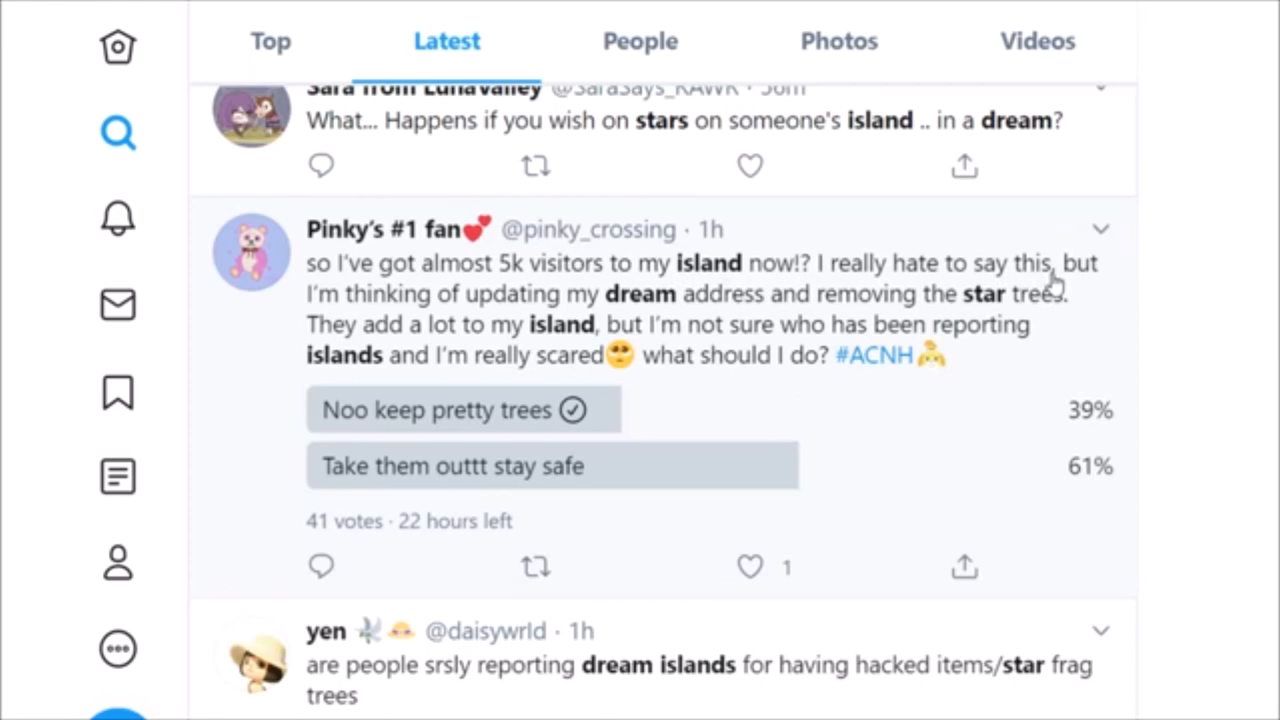 Top Latest People Photos Videos
Sara from LunaValley @SaraSays_RAWR · 56m
What... Happens if you wish on stars on someone's island .. in a dream?
Pinky's #1 fan💕 @pinky_crossing · 1h
so I've got almost 5k visitors to my island now!? I really hate to say this, but
I'm thinking of updating my dream address and removing the star trees.
They add a lot to my island, but I'm not sure who has been reporting
islands and I'm really scared🥺 what should I do? #ACNH
Noo keep pretty trees 39%
Take them outtt stay safe 61%
41 votes · 22 hours left
1
yen @daisywrld · 1h
are people srsly reporting dream islands for having hacked items/star frag
trees